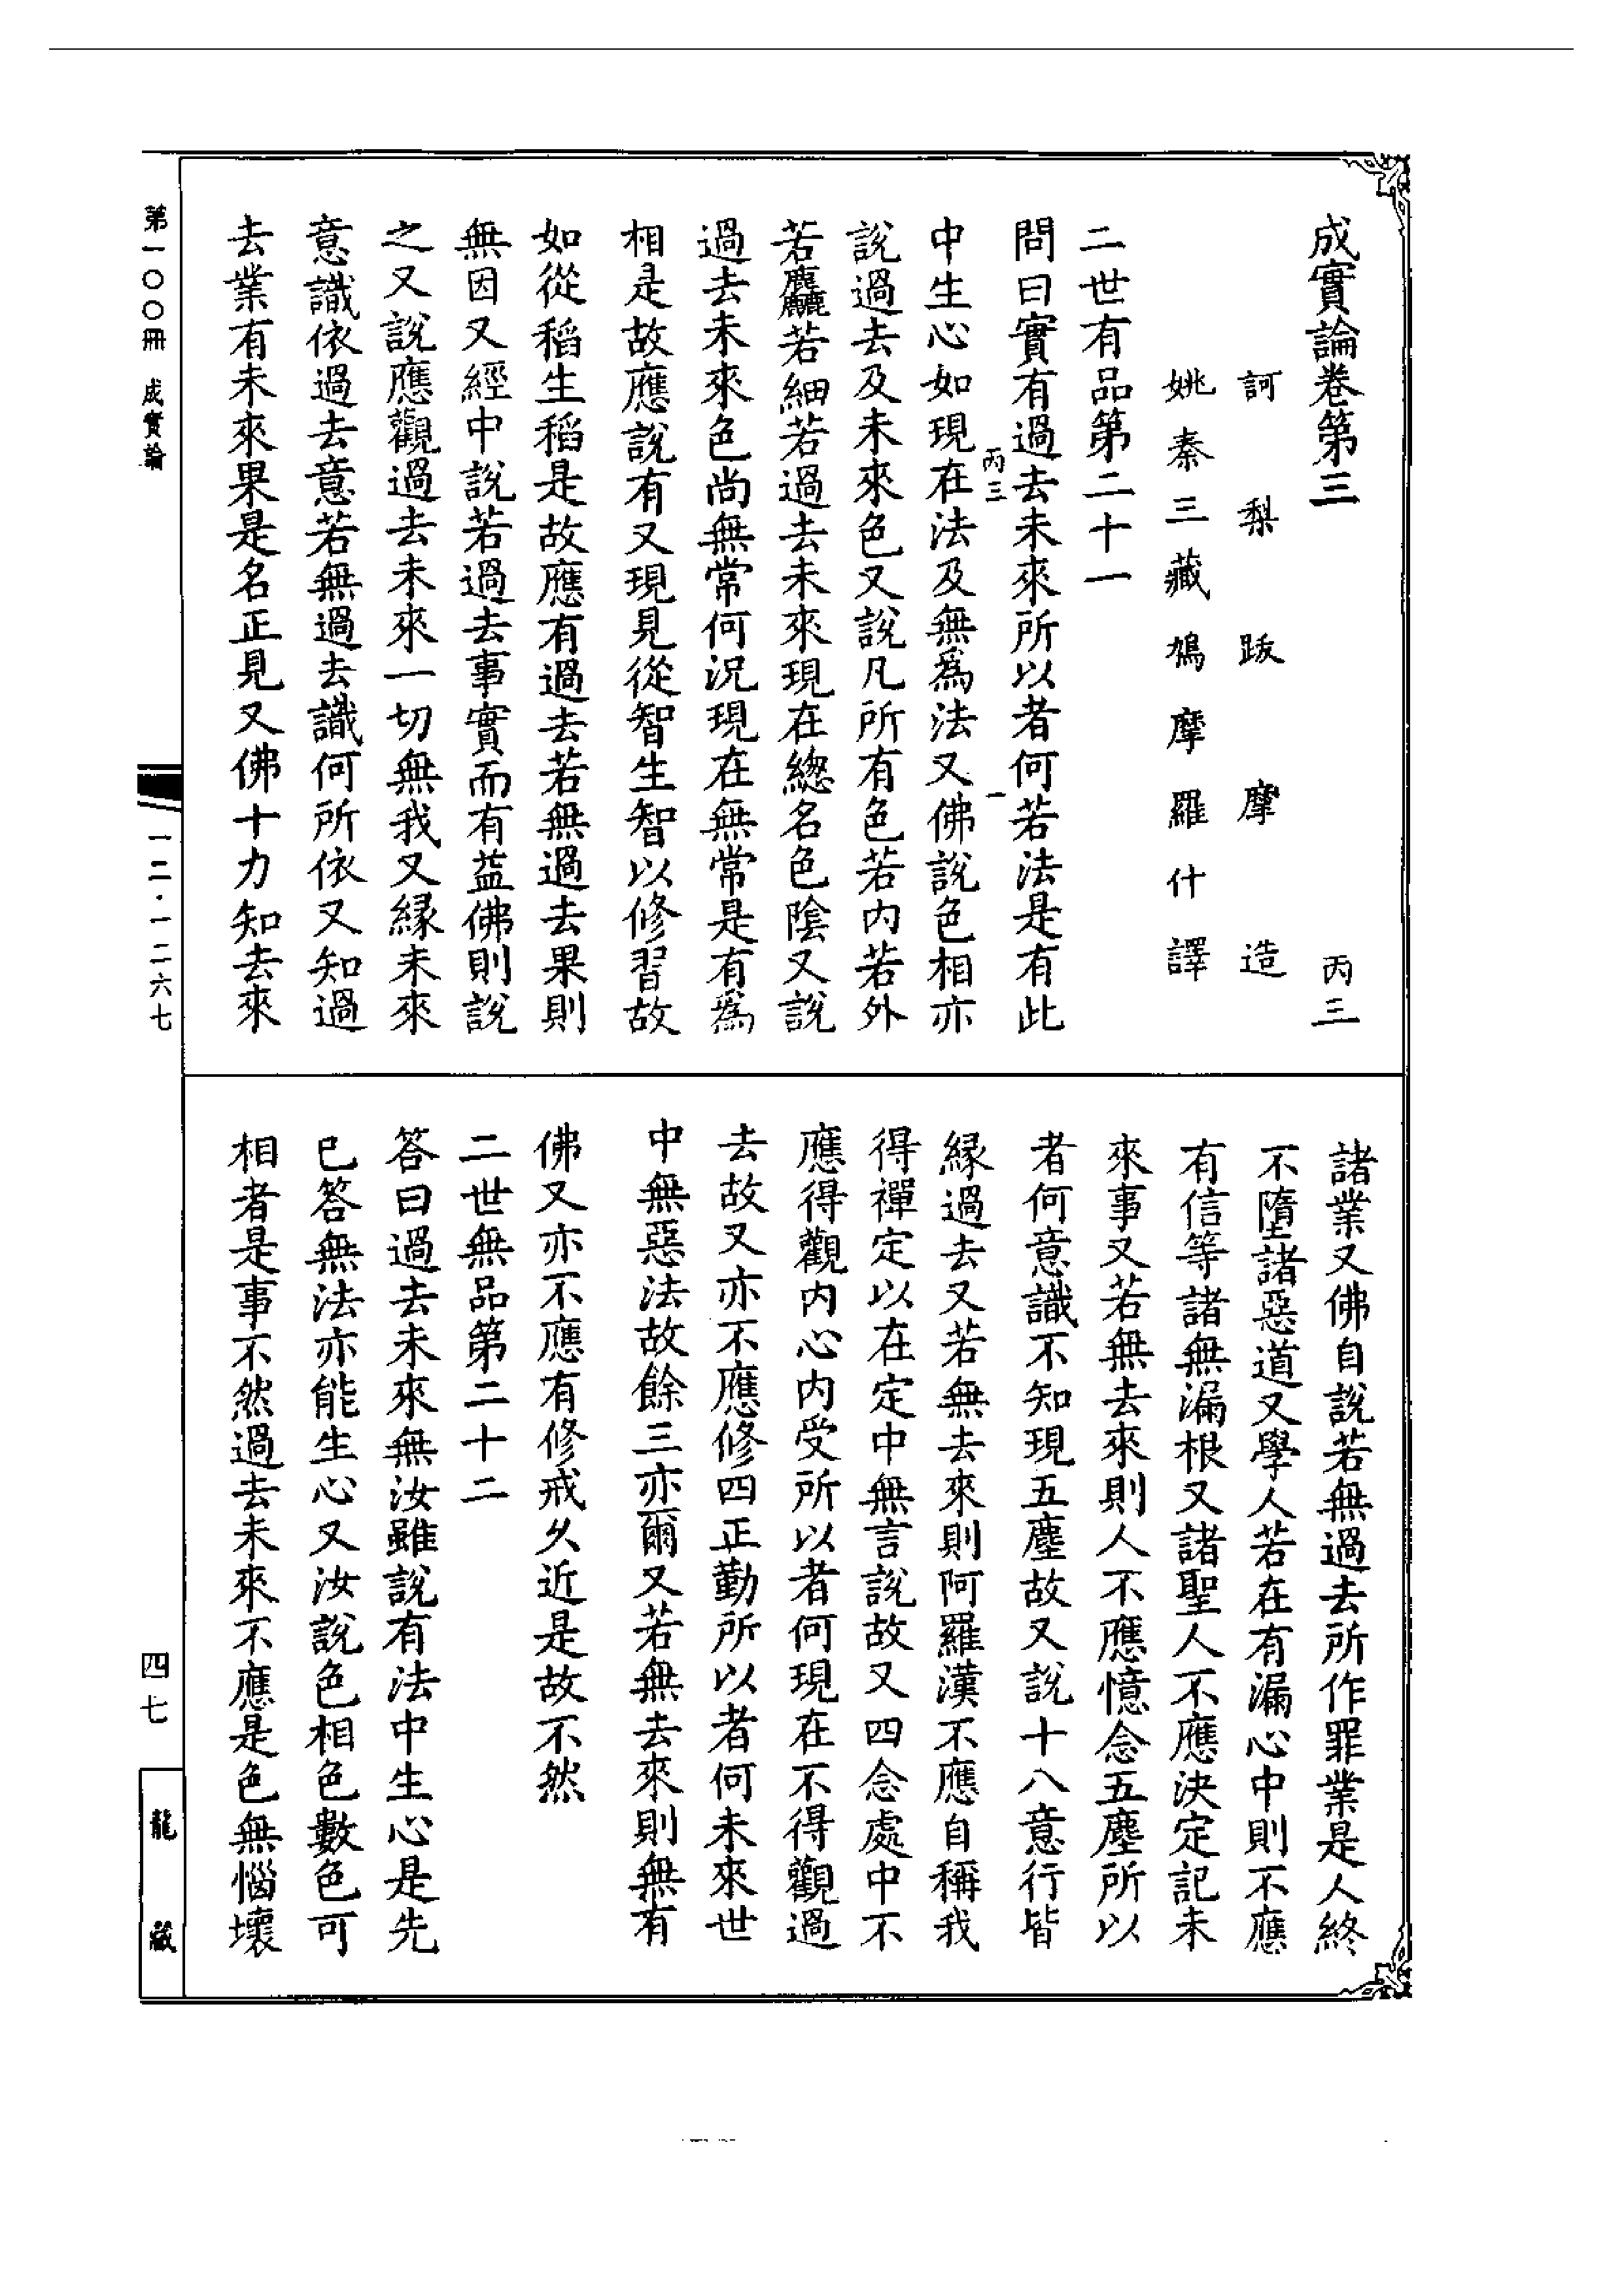 成實論卷第三　丙三
訶梨跋摩造
姚秦三藏鳩摩羅什譯
二世有品第二十一
問曰實有過去未來所以者何若法是有此
丙三　一
中生心如現在法及無爲法又佛說色相亦
說過去及未來色又說凡所有色若內若外
若麤若細若過去未來現在緫名色陰又說
過去未來色尚無常何况現在無常是有爲
相是故應說有又現見從智生智以修習故
如從稻生稻是故應有過去若無過去果則
無因又經中說若過去事實而有益佛則說
之又說應觀過去未來一切無我又縁未來
意識依過去意若無過去識何所依又知過
去業有未來果是名正見又佛十力知去來
諸業又佛自說若無過去所作罪業是人終
不墮諸惡道又學人若在有漏心中則不應
有信等諸無漏根又諸聖人不應決定記未
來事又若無去來則人不應憶念五塵所以
者何意識不知現五塵故又說十八意行皆
縁過去又若無去來則阿羅漢不應自稱我
得禪定以在定中無言說故又四念處中不
應得觀內心內受所以者何現在不得觀過
去故又亦不應修四正勤所以者何未來世
中無惡法故餘三亦爾又若無去來則無有
佛又亦不應有修戒久近是故不然
二世無品第二十二
答曰過去未來無汝雖說有法中生心是先
已答無法亦能生心又汝說色相色數色可
相者是事不然過去未來不應是色無惱壞
第一〇〇冊　成實論
一二·一二六七
四七
龍藏